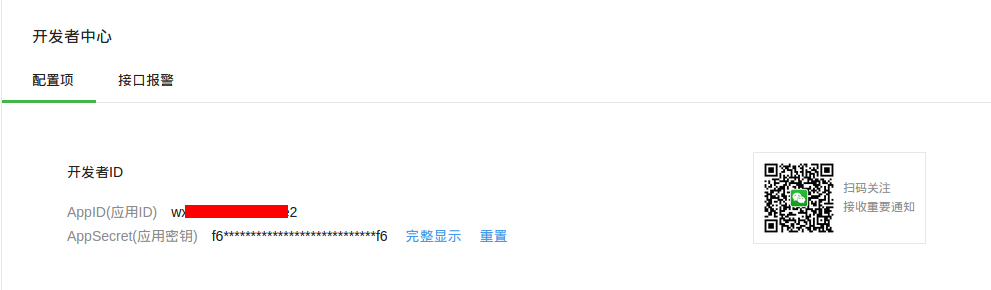 开发者中心
配置项 接口报警
开发者ID
AppID(应用ID) wx 2
AppSecret(应用密钥) f6****************************f6 完整显示 重置
扫码关注
接收重要通知